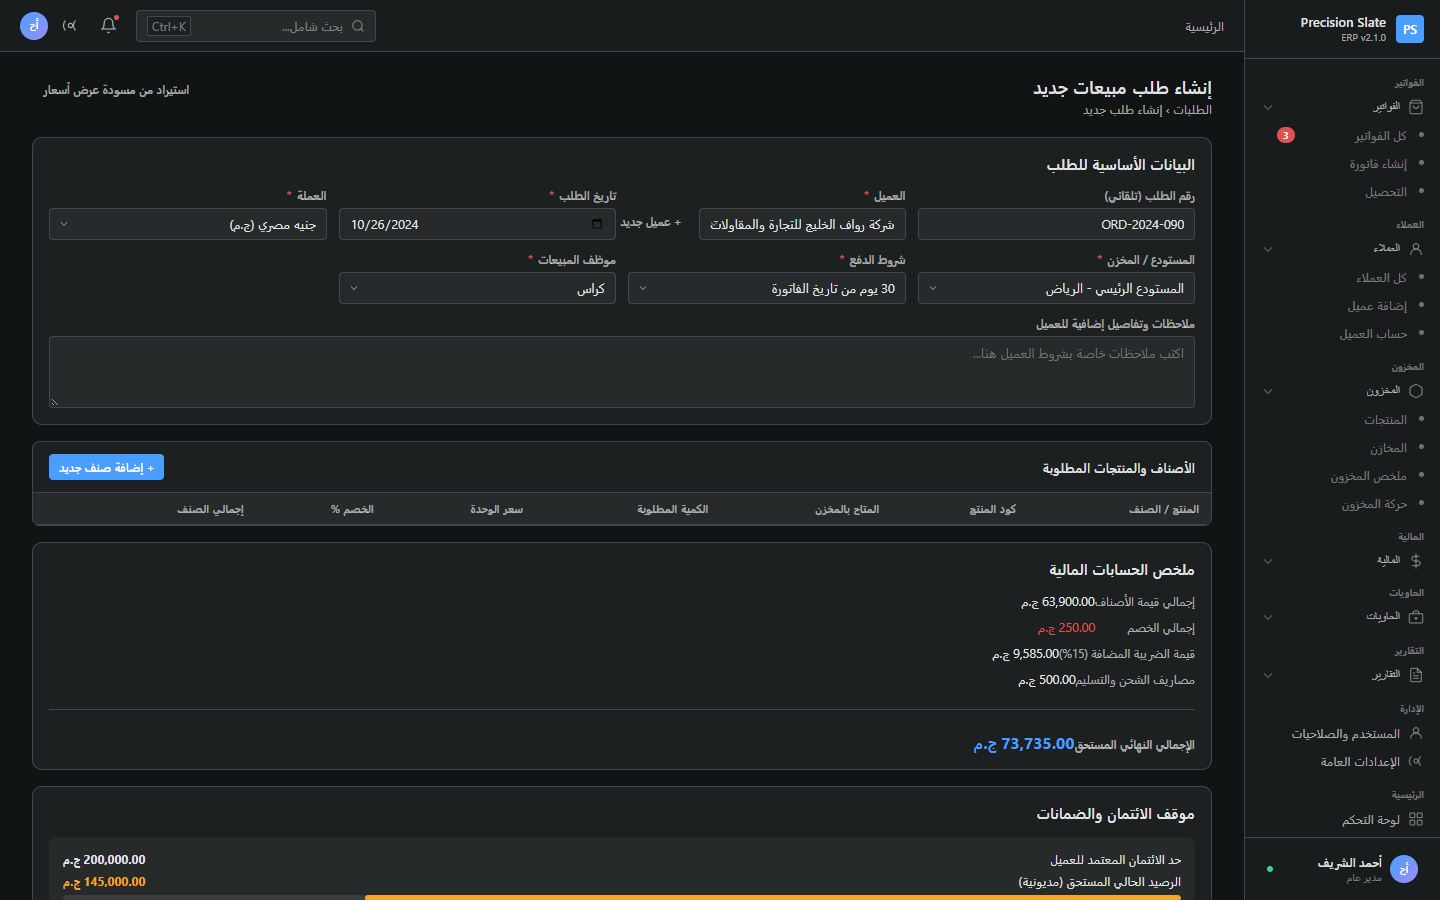 Precision Slate
ERP v2.1.0
PS
الرئيسية
بحث شامل...
Ctrl+K
أح
الفواتير
الفواتير
كل الفواتير
3
إنشاء فاتورة
التحصيل
العملاء
العملاء
كل العملاء
إضافة عميل
حساب العميل
المخزون
المخزون
المنتجات
المخازن
ملخص المخزون
حركة المخزون
المالية
المالية
الحاويات
الحاويات
التقارير
التقارير
الإدارة
المستخدم والصلاحيات
الإعدادات العامة
الرئيسية
لوحة التحكم
أح
أحمد الشريف
مدير عام
إنشاء طلب مبيعات جديد
الطلبات › إنشاء طلب جديد
استيراد من مسودة عرض أسعار
البيانات الأساسية للطلب
رقم الطلب (تلقائي)
العميل *
تاريخ الطلب *
العملة *
ORD-2024-090
شركة رواف الخليج للتجارة والمقاولات
+ عميل جديد
10/26/2024
جنيه مصري (ج.م)
المستودع / المخزن *
شروط الدفع *
موظف المبيعات *
المستودع الرئيسي - الرياض
30 يوم من تاريخ الفاتورة
كراس
ملاحظات وتفاصيل إضافية للعميل
اكتب ملاحظات خاصة بشروط العميل هنا...
الأصناف والمنتجات المطلوبة
+ إضافة صنف جديد
المنتج / الصنف
كود المنتج
المتاح بالمخزن
الكمية المطلوبة
سعر الوحدة
الخصم %
إجمالي الصنف
ملخص الحسابات المالية
إجمالي قيمة الأصناف 63,900.00 ج.م
إجمالي الخصم 250.00 ج.م
قيمة الضريبة المضافة (15%) 9,585.00 ج.م
مصاريف الشحن والتسليم 500.00 ج.م
الإجمالي النهائي المستحق 73,735.00 ج.م
موقف الائتمان والضمانات
حد الائتمان المعتمد للعميل
200,000.00 ج.م
الرصيد الحالي المستحق (مديونية)
145,000.00 ج.م